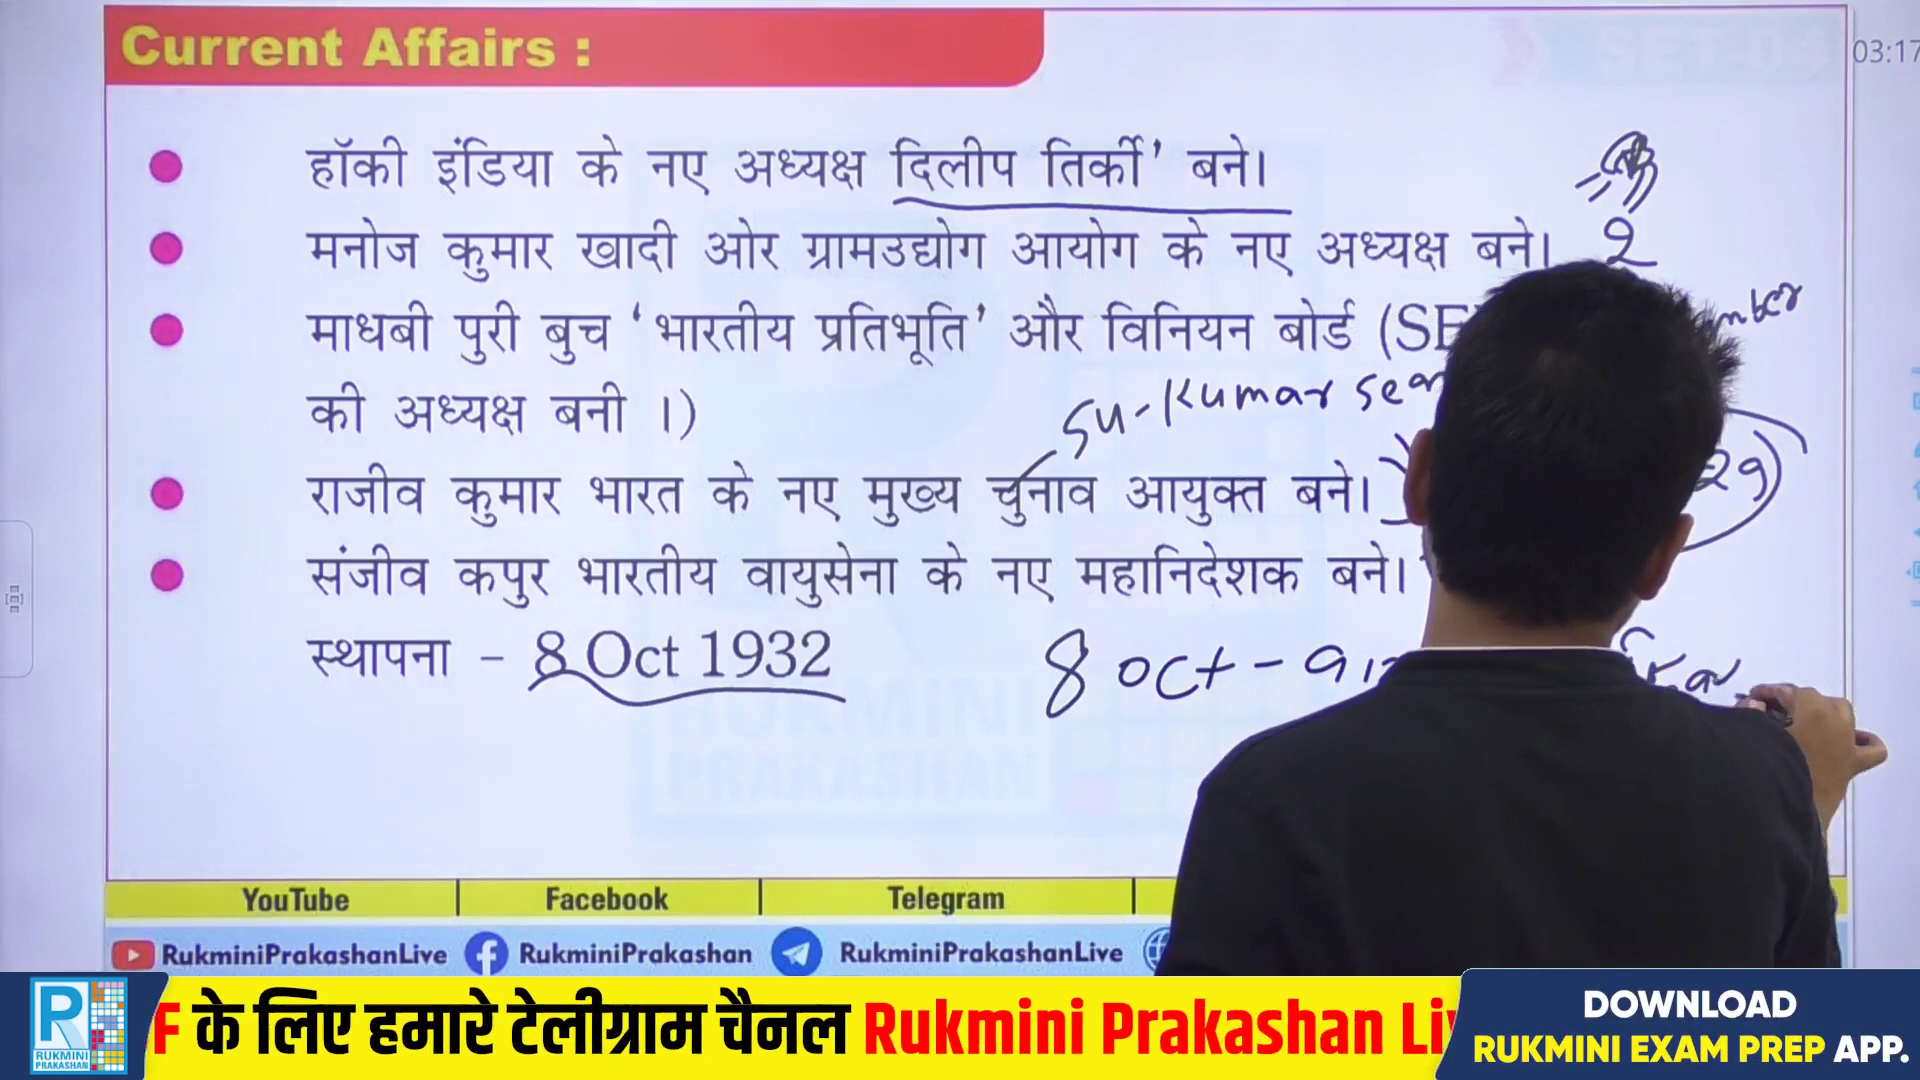 Current Affairs :
03:17
हॉकी इंडिया के नए अध्यक्ष दिलीप तिर्की' बने।
मनोज कुमार खादी ओर ग्रामउद्योग आयोग के नए अध्यक्ष बने। 2
माधबी पुरी बुच 'भारतीय प्रतिभूति' और विनियन बोर्ड (SE
की अध्यक्ष बनी ।)
Su-Kumar sen
राजीव कुमार भारत के नए मुख्य चुनाव आयुक्त बने।
29
संजीव कपुर भारतीय वायुसेना के नए महानिदेशक बने।
स्थापना - 8 Oct 1932
8 oct-
YouTube Facebook Telegram
RukminiPrakashanLive RukminiPrakashan RukminiPrakashanLive
R
RUKMINI
PRAKASHAN
F के लिए हमारे टेलीग्राम चैनल Rukmini Prakashan Liv
DOWNLOAD
RUKMINI EXAM PREP APP.